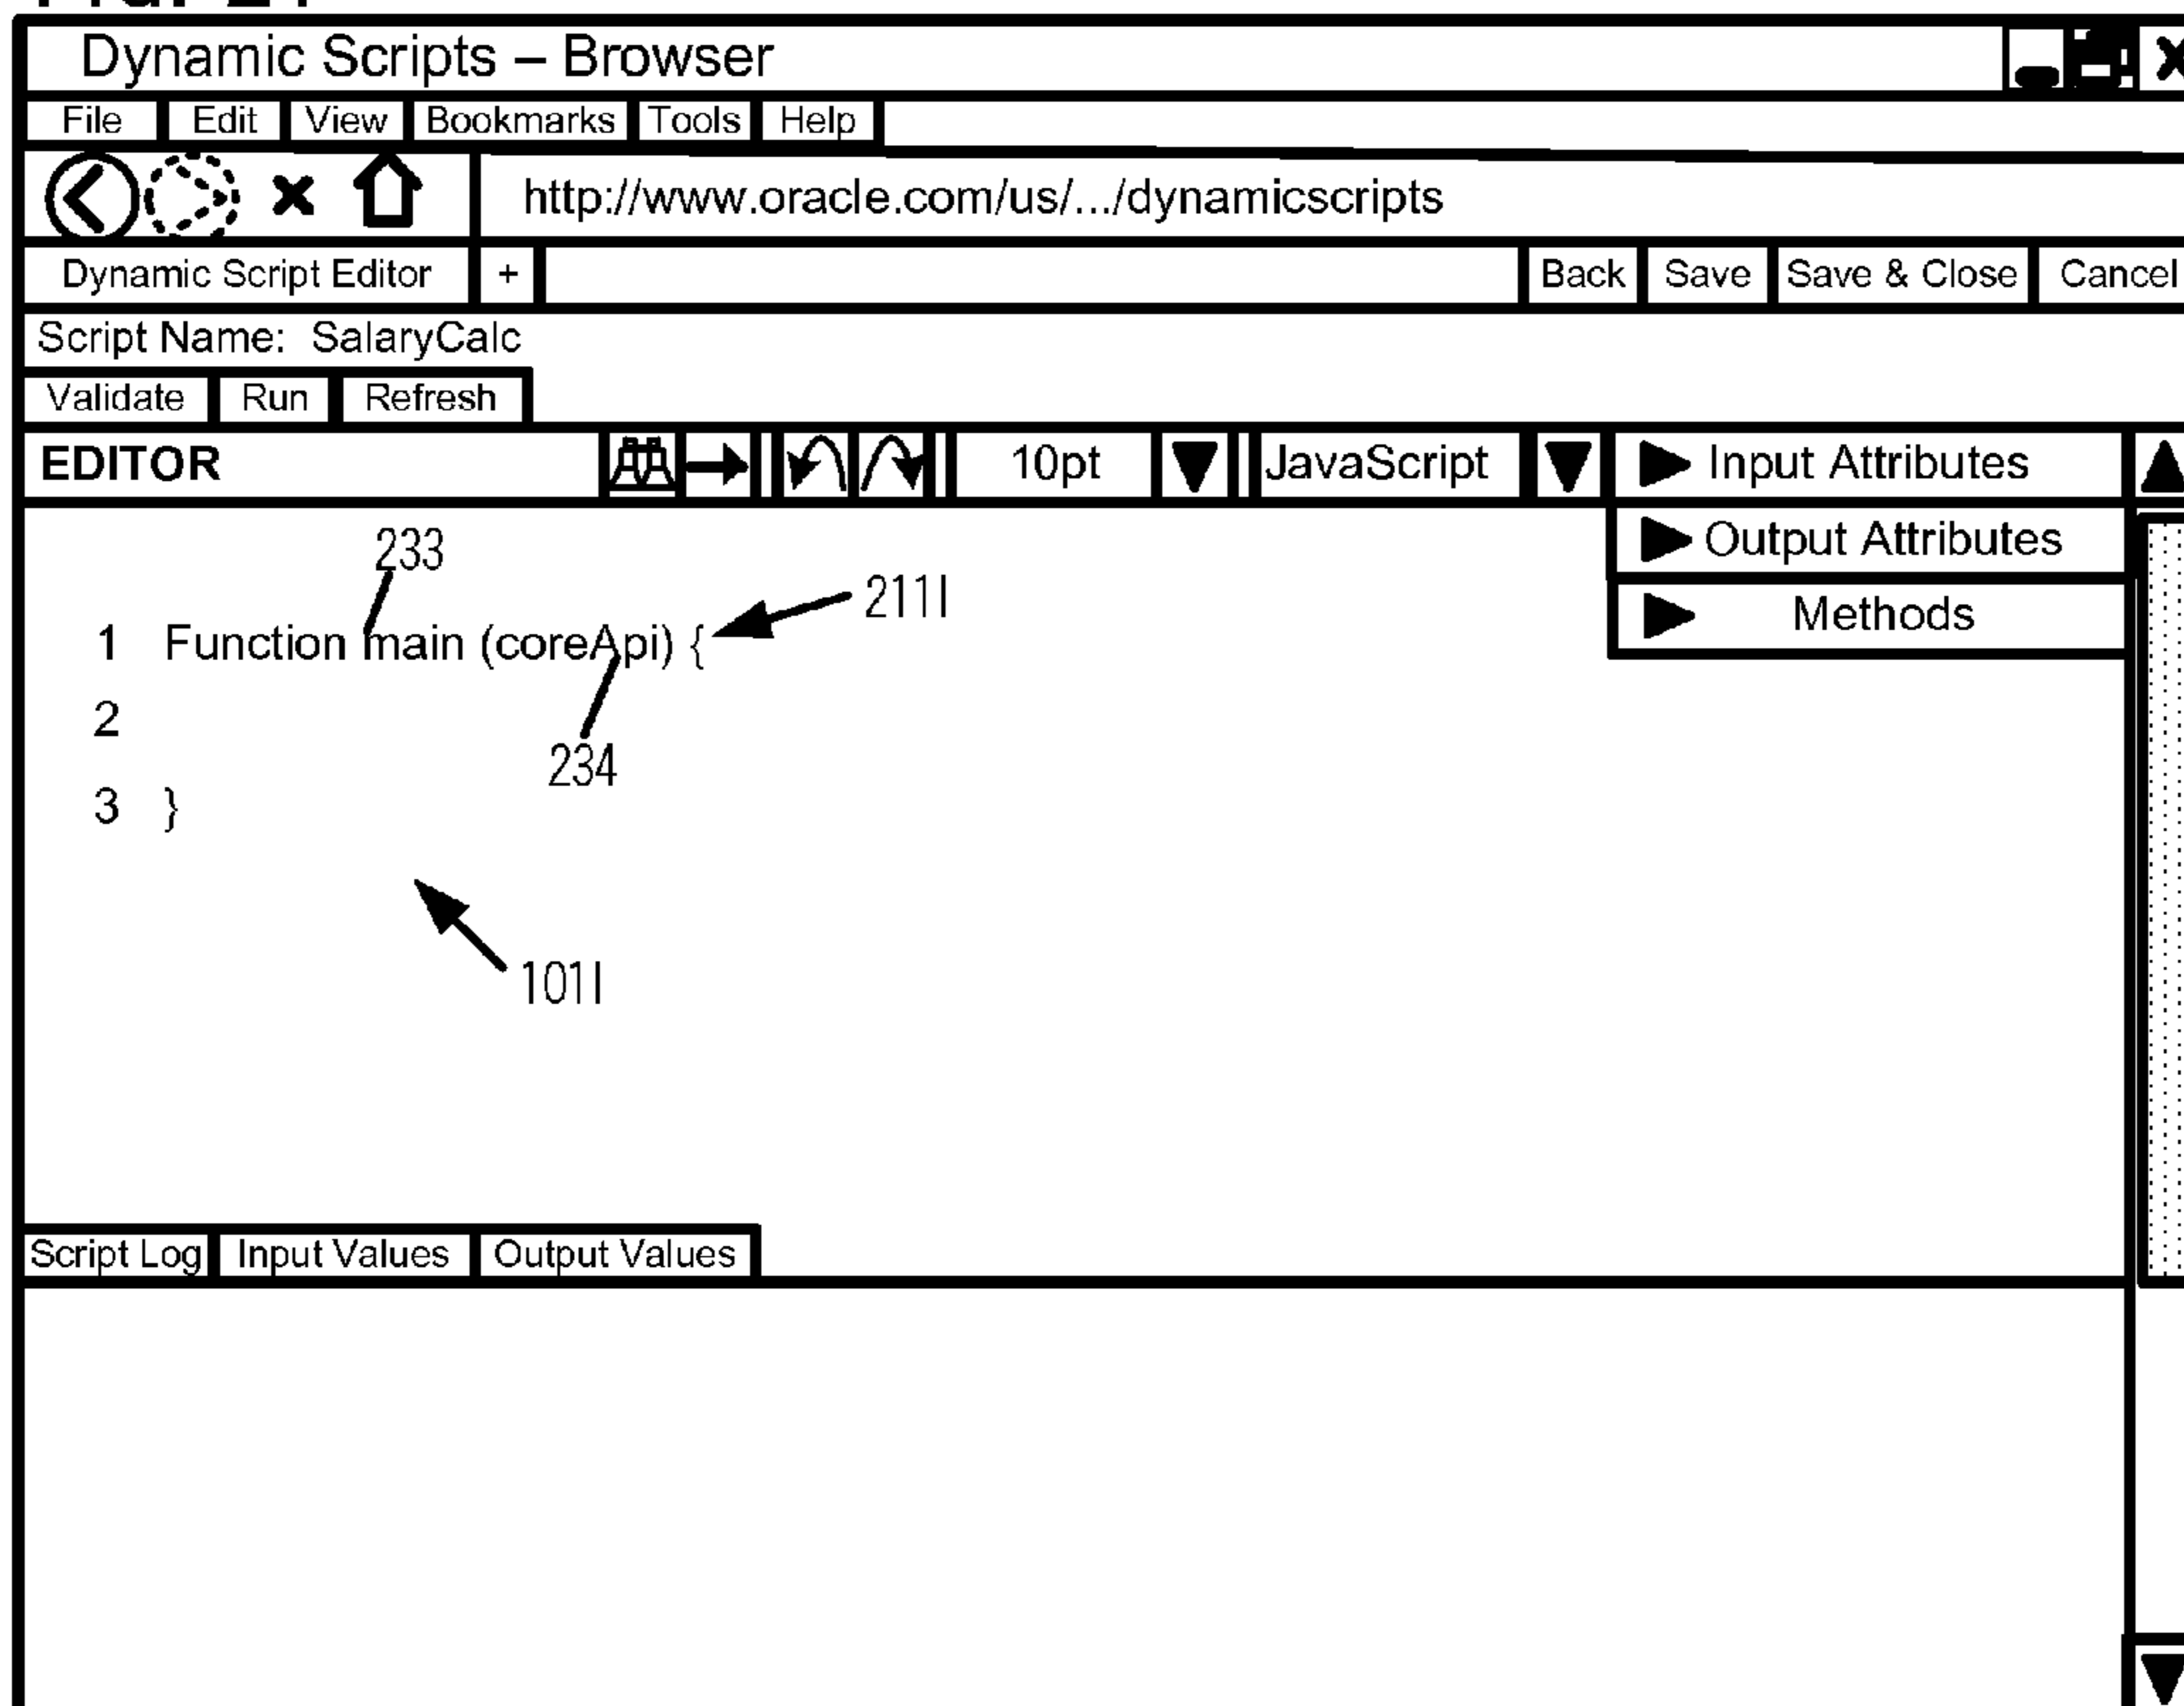 Dynamic Scripts – Browser
File Edit View Bookmarks Tools Help
http://www.oracle.com/us/.../dynamicscripts
Dynamic Script Editor + Back Save Save & Close Cancel
Script Name: SalaryCalc
Validate Run Refresh
EDITOR 10pt JavaScript Input Attributes
Output Attributes
Methods
233
211I
1 Function main (coreApi) {
2
234
3 }
101I
Script Log Input Values Output Values